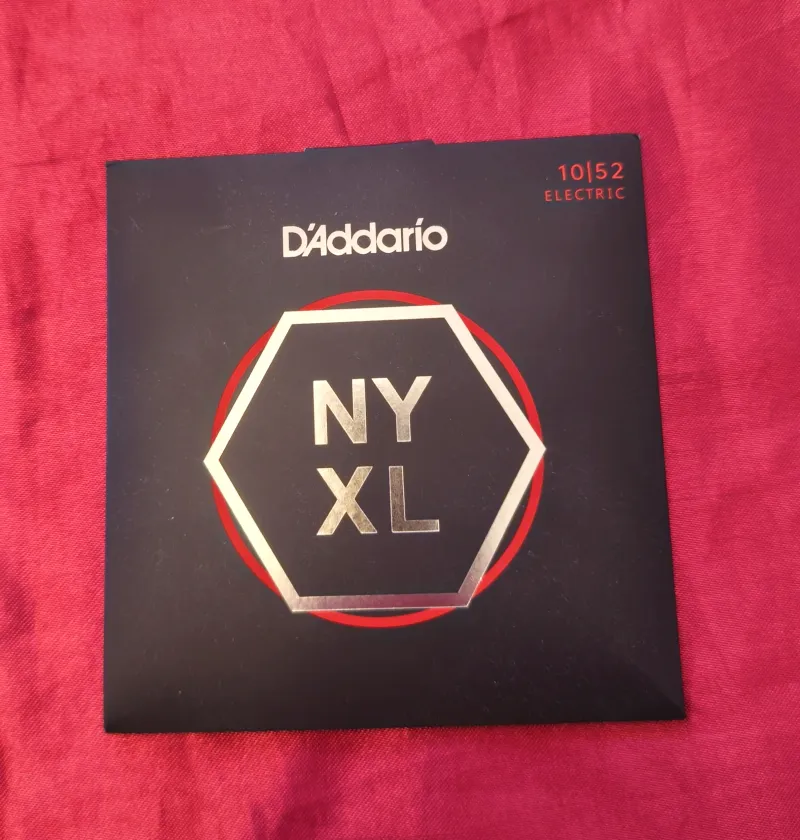 10|52
ELECTRIC
D'Addario
NY
XL